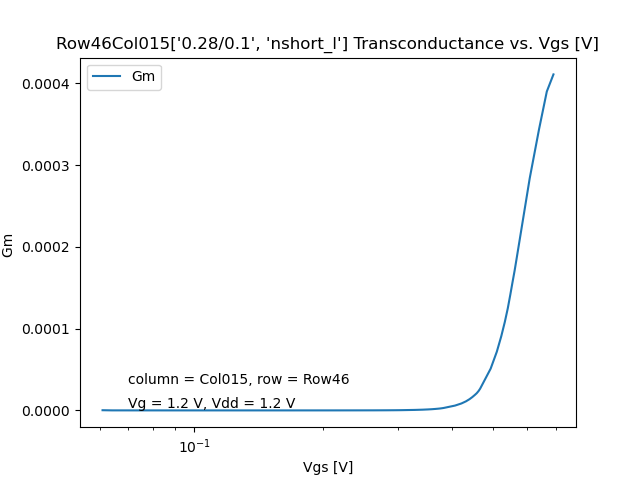 Row46Col015['0.28/0.1', 'nshort_l'] Transconductance vs. Vgs [V]
Gm
0.0004
0.0003
0.0002
0.0001
0.0000
Gm
column = Col015, row = Row46
Vg = 1.2 V, Vdd = 1.2 V
10⁻¹
Vgs [V]